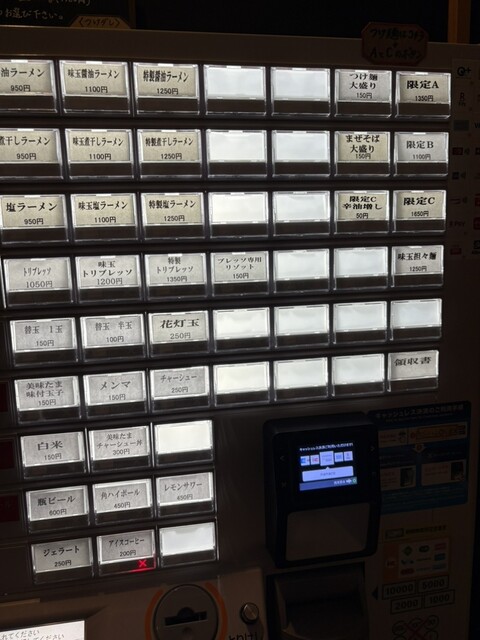 油ラーメン
950円
味玉醤油ラーメン
1100円
特製醤油ラーメン
1250円
つけ麺
大盛り
150円
限定A
1350円
煮干しラーメン
950円
味玉煮干しラーメン
1100円
特製煮干しラーメン
1250円
まぜそば
大盛り
150円
限定B
1100円
塩ラーメン
950円
味玉塩ラーメン
1100円
特製塩ラーメン
1250円
限定C
辛油増し
50円
限定C
トリプレッソ
1050円
味玉
トリプレッソ
1200円
特製
トリプレッソ
1350円
プレッソ専用
リゾット
150円
味玉担々麺
1250円
替玉 1玉
150円
替玉 半玉
100円
花灯玉
250円
美味たま
味付玉子
150円
メンマ
150円
チャーシュー
250円
領収書
白米
150円
美味たま
チャーシュー丼
300円
瓶ビール
600円
角ハイボール
450円
レモンサワー
450円
ジェラート
250円
アイスコーヒー
200円
10000 5000
2000 1000